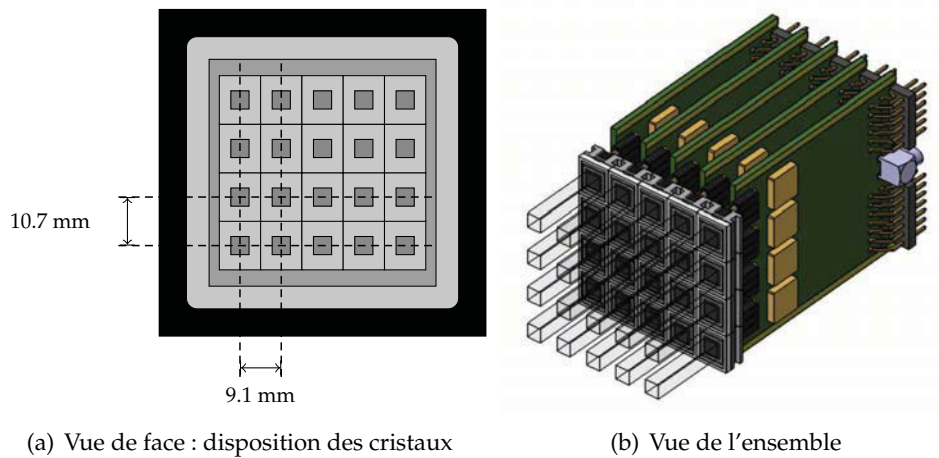 10.7 mm
9.1 mm
(a) Vue de face : disposition des cristaux
(b) Vue de l'ensemble